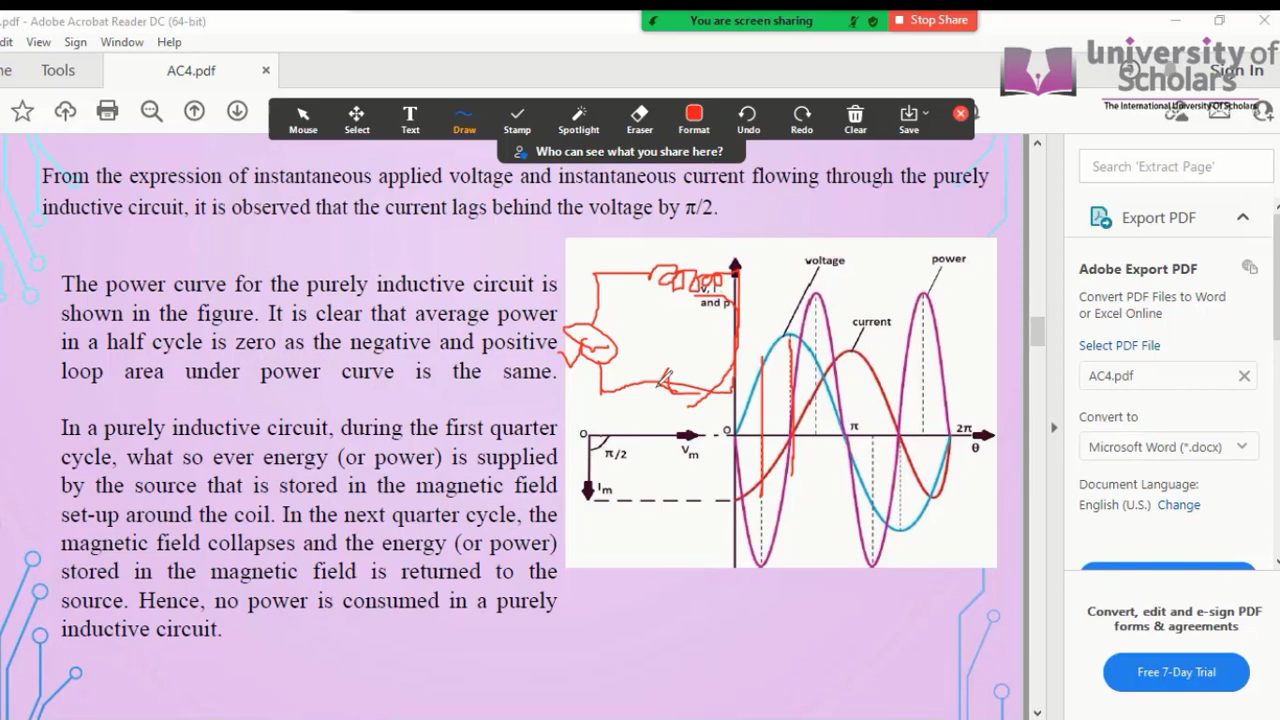 .pdf - Adobe Acrobat Reader DC (64-bit)
You are screen sharing
Stop Share
dit View Sign Window Help
ne Tools AC4.pdf
Sign In
University of
Scholars
The International University Of Scholars
Mouse Select Text Draw Stamp Spotlight Eraser Format Undo Redo Clear Save
Who can see what you share here?
From the expression of instantaneous applied voltage and instantaneous current flowing through the purely
inductive circuit, it is observed that the current lags behind the voltage by π/2.
The power curve for the purely inductive circuit is
shown in the figure. It is clear that average power
in a half cycle is zero as the negative and positive
loop area under power curve is the same.
In a purely inductive circuit, during the first quarter
cycle, what so ever energy (or power) is supplied
by the source that is stored in the magnetic field
set-up around the coil. In the next quarter cycle, the
magnetic field collapses and the energy (or power)
stored in the magnetic field is returned to the
source. Hence, no power is consumed in a purely
inductive circuit.
voltage
power
current
v, i
and p
O
π/2
Vm
Im
O
π
2π
θ
Search 'Extract Page'
Export PDF
Adobe Export PDF
Convert PDF Files to Word
or Excel Online
Select PDF File
AC4.pdf
Convert to
Microsoft Word (*.docx)
Document Language:
English (U.S.) Change
Convert, edit and e-sign PDF
forms & agreements
Free 7-Day Trial